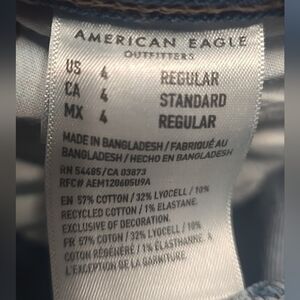 AMERICAN EAGLE
OUTFITTERS
US 4 REGULAR
CA 4 STANDARD
MX 4 REGULAR
MADE IN BANGLADESH / FABRIQUÉ AU
BANGLADESH / HECHO EN BANGLADESH
RN 54485/CA 03873
RFC# AEM120605U9A
EN 57% COTTON / 32% LYOCELL / 10%
RECYCLED COTTON / 1% ELASTANE.
EXCLUSIVE OF DECORATION.
FR 57% COTON / 32% LYOCELL / 10%
COTON RÉGÉNÉRÉ / 1% ÉLASTHANNE. À
L'EXCEPTION DE LA GARNITURE.